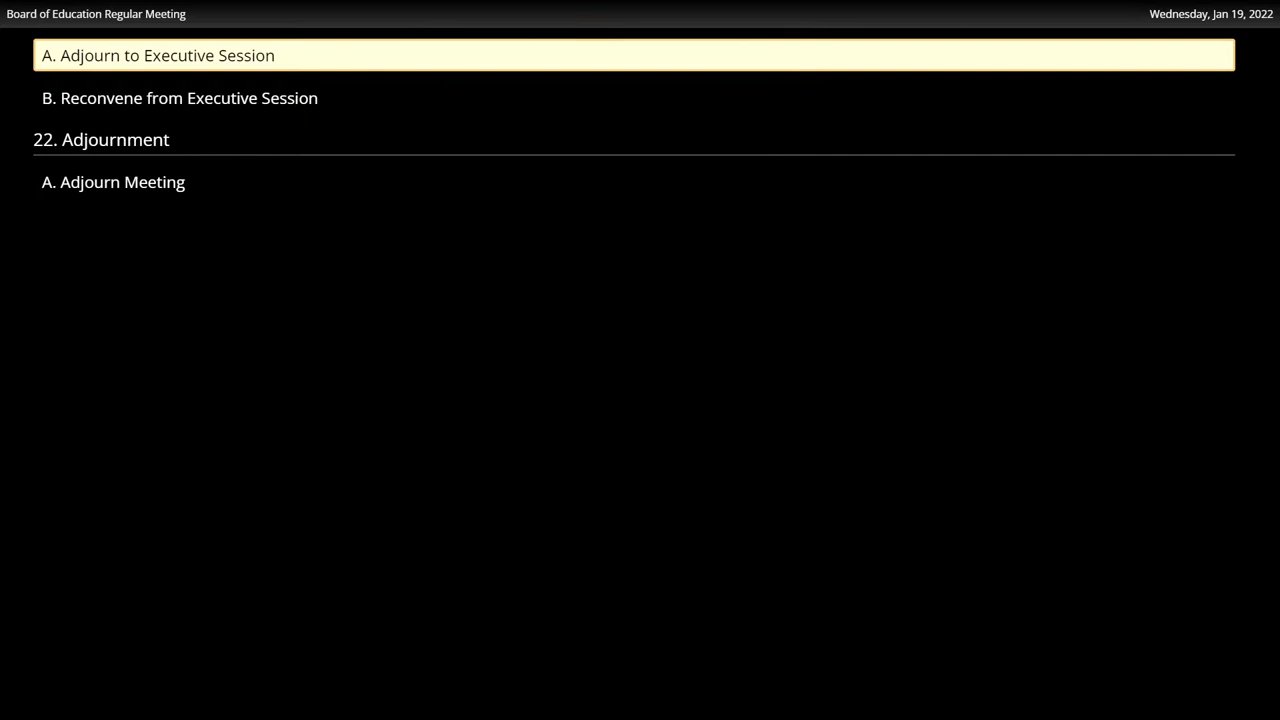 Board of Education Regular Meeting
Wednesday, Jan 19, 2022
A. Adjourn to Executive Session
B. Reconvene from Executive Session
22. Adjournment
A. Adjourn Meeting